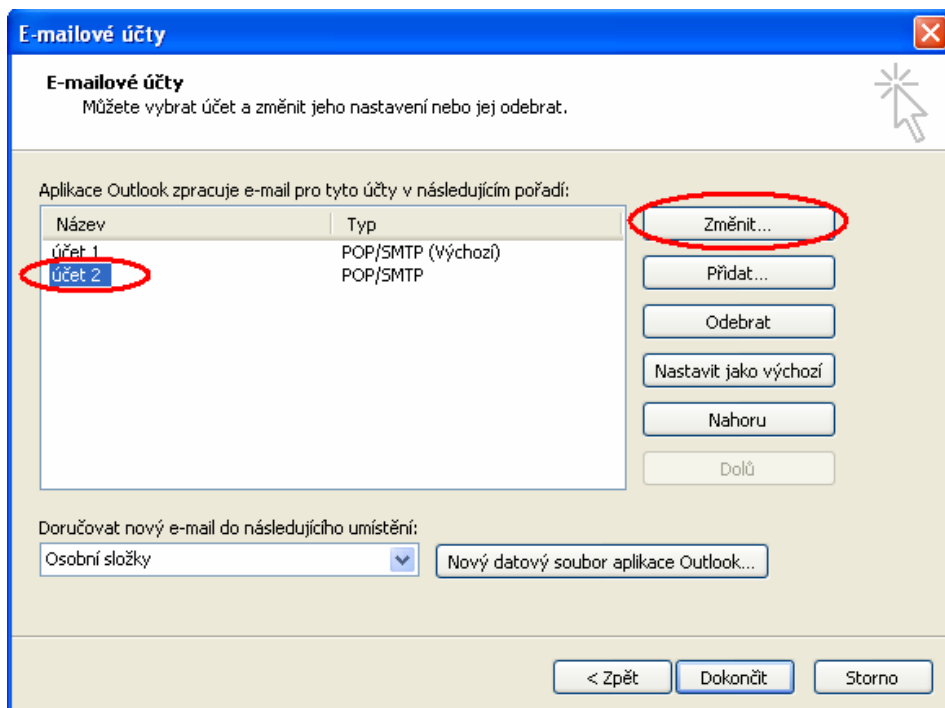 E-mailové účty
E-mailové účty
Můžete vybrat účet a změnit jeho nastavení nebo jej odebrat.
Aplikace Outlook zpracuje e-mail pro tyto účty v následujícím pořadí:
Název Typ
účet 1 POP/SMTP (Výchozí)
účet 2 POP/SMTP
Změnit...
Přidat...
Odebrat
Nastavit jako výchozí
Nahoru
Dolů
Doručovat nový e-mail do následujícího umístění:
Osobní složky
Nový datový soubor aplikace Outlook...
< Zpět Dokončit Storno